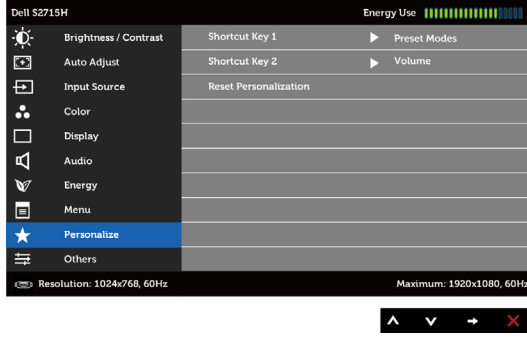 Dell S2715H Energy Use
Brightness / Contrast Shortcut Key 1 Preset Modes
Auto Adjust Shortcut Key 2 Volume
Input Source Reset Personalization
Color
Display
Audio
Energy
Menu
Personalize
Others
Resolution: 1024x768, 60Hz Maximum: 1920x1080, 60Hz